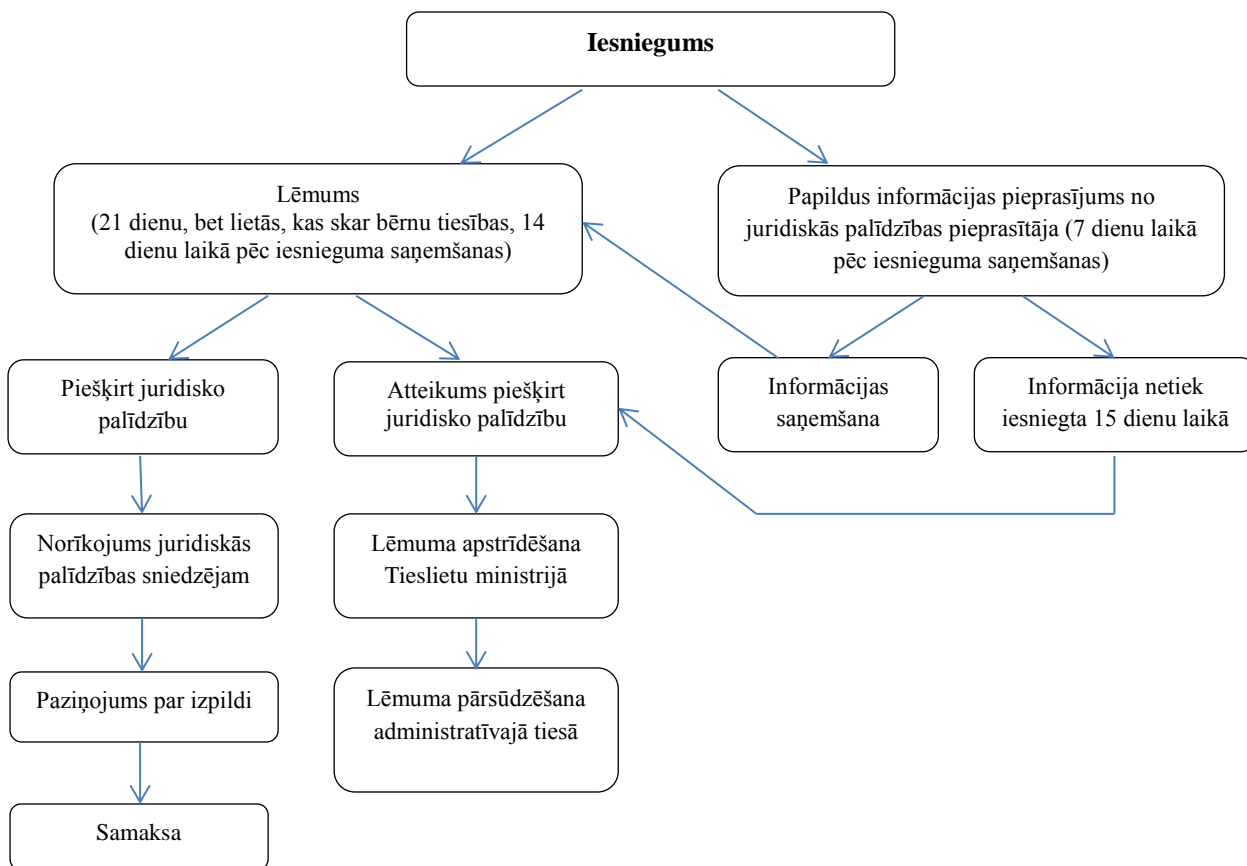 Iesniegums
Lēmums
(21 dienu, bet lietās, kas skar bērnu tiesības, 14
dienu laikā pēc iesnieguma saņemšanas)
Papildus informācijas pieprasījums no
juridiskās palīdzības pieprasītāja (7 dienu laikā
pēc iesnieguma saņemšanas)
Piešķirt juridisko
palīdzību
Atteikums piešķirt
juridisko palīdzību
Informācijas
saņemšana
Informācija netiek
iesniegta 15 dienu laikā
Norīkojums juridiskās
palīdzības sniedzējam
Lēmuma apstrīdēšana
Tieslietu ministrijā
Paziņojums par izpildi
Lēmuma pārsūdzēšana
administratīvajā tiesā
Samaksa